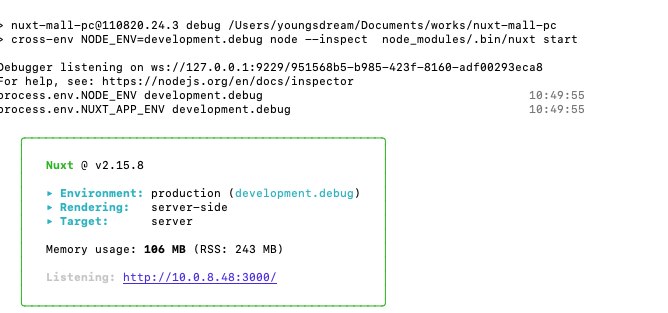 > nuxt-mall-pc@110820.24.3 debug /Users/youngsdream/Documents/works/nuxt-mall-pc
> cross-env NODE_ENV=development.debug node --inspect  node_modules/.bin/nuxt start
Debugger listening on ws://127.0.0.1:9229/951568b5-b985-423f-8160-adf00293eca8
For help, see: https://nodejs.org/en/docs/inspector
process.env.NODE_ENV development.debug 10:49:55
process.env.NUXT_APP_ENV development.debug 10:49:55
Nuxt @ v2.15.8
▸ Environment: production (development.debug)
▸ Rendering:   server-side
▸ Target:      server
Memory usage: 106 MB (RSS: 243 MB)
Listening: http://10.0.8.48:3000/